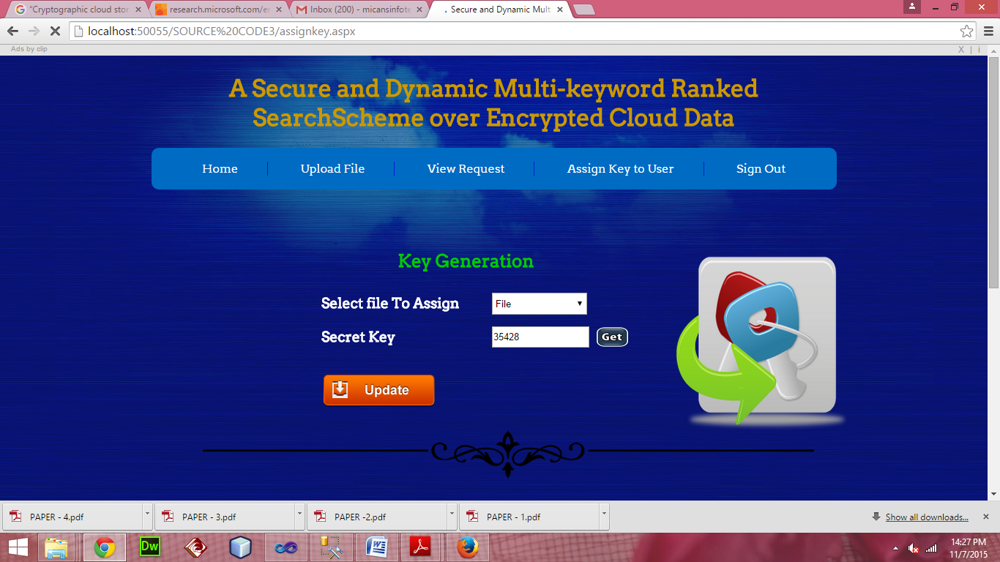 "Cryptographic cloud stor
research.microsoft.com/e
Inbox (200) - micansinfote
Secure and Dynamic Mult
localhost:50055/SOURCE%20CODE3/assignkey.aspx
Ads by clip
X | i
A Secure and Dynamic Multi-keyword Ranked
SearchScheme over Encrypted Cloud Data
Home
Upload File
View Request
Assign Key to User
Sign Out
Key Generation
Select file To Assign
File
Secret Key
35428
Get
Update
PAPER - 4.pdf
PAPER - 3.pdf
PAPER -2.pdf
PAPER - 1.pdf
Show all downloads...
Dw
14:27 PM
11/7/2015